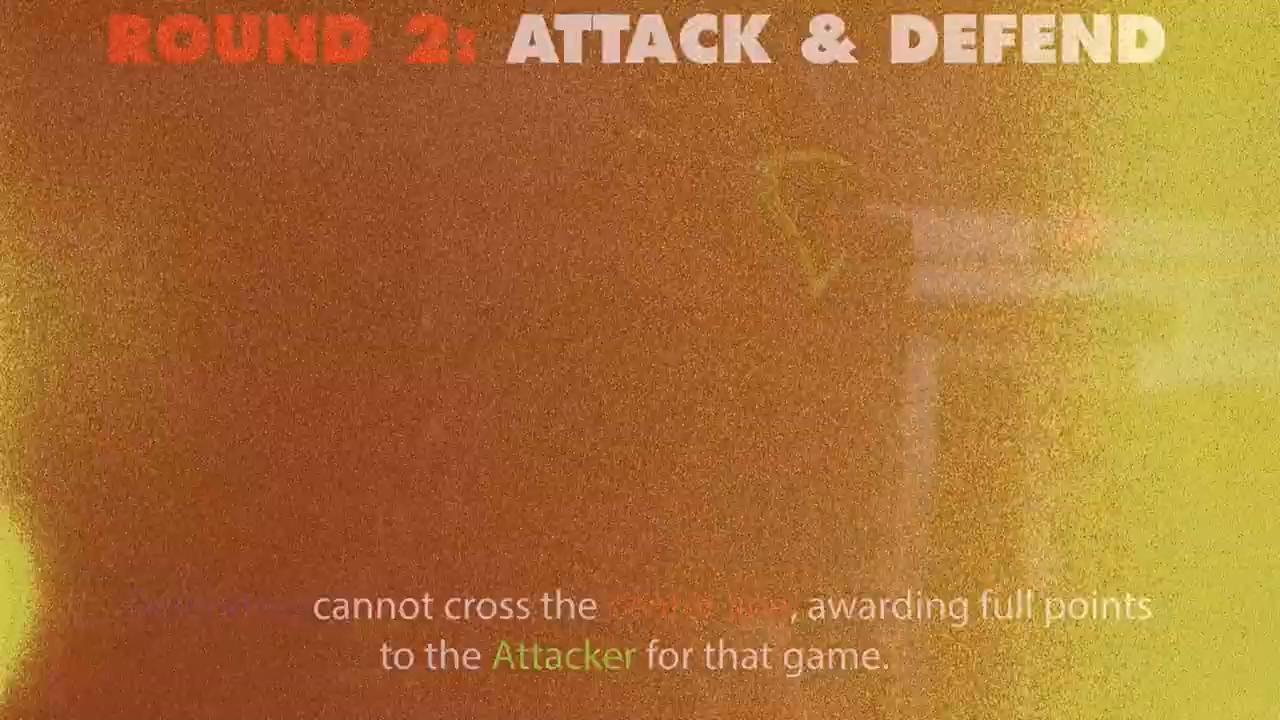 ROUND 2: ATTACK & DEFEND
cannot cross the , awarding full points
to the Attacker for that game.